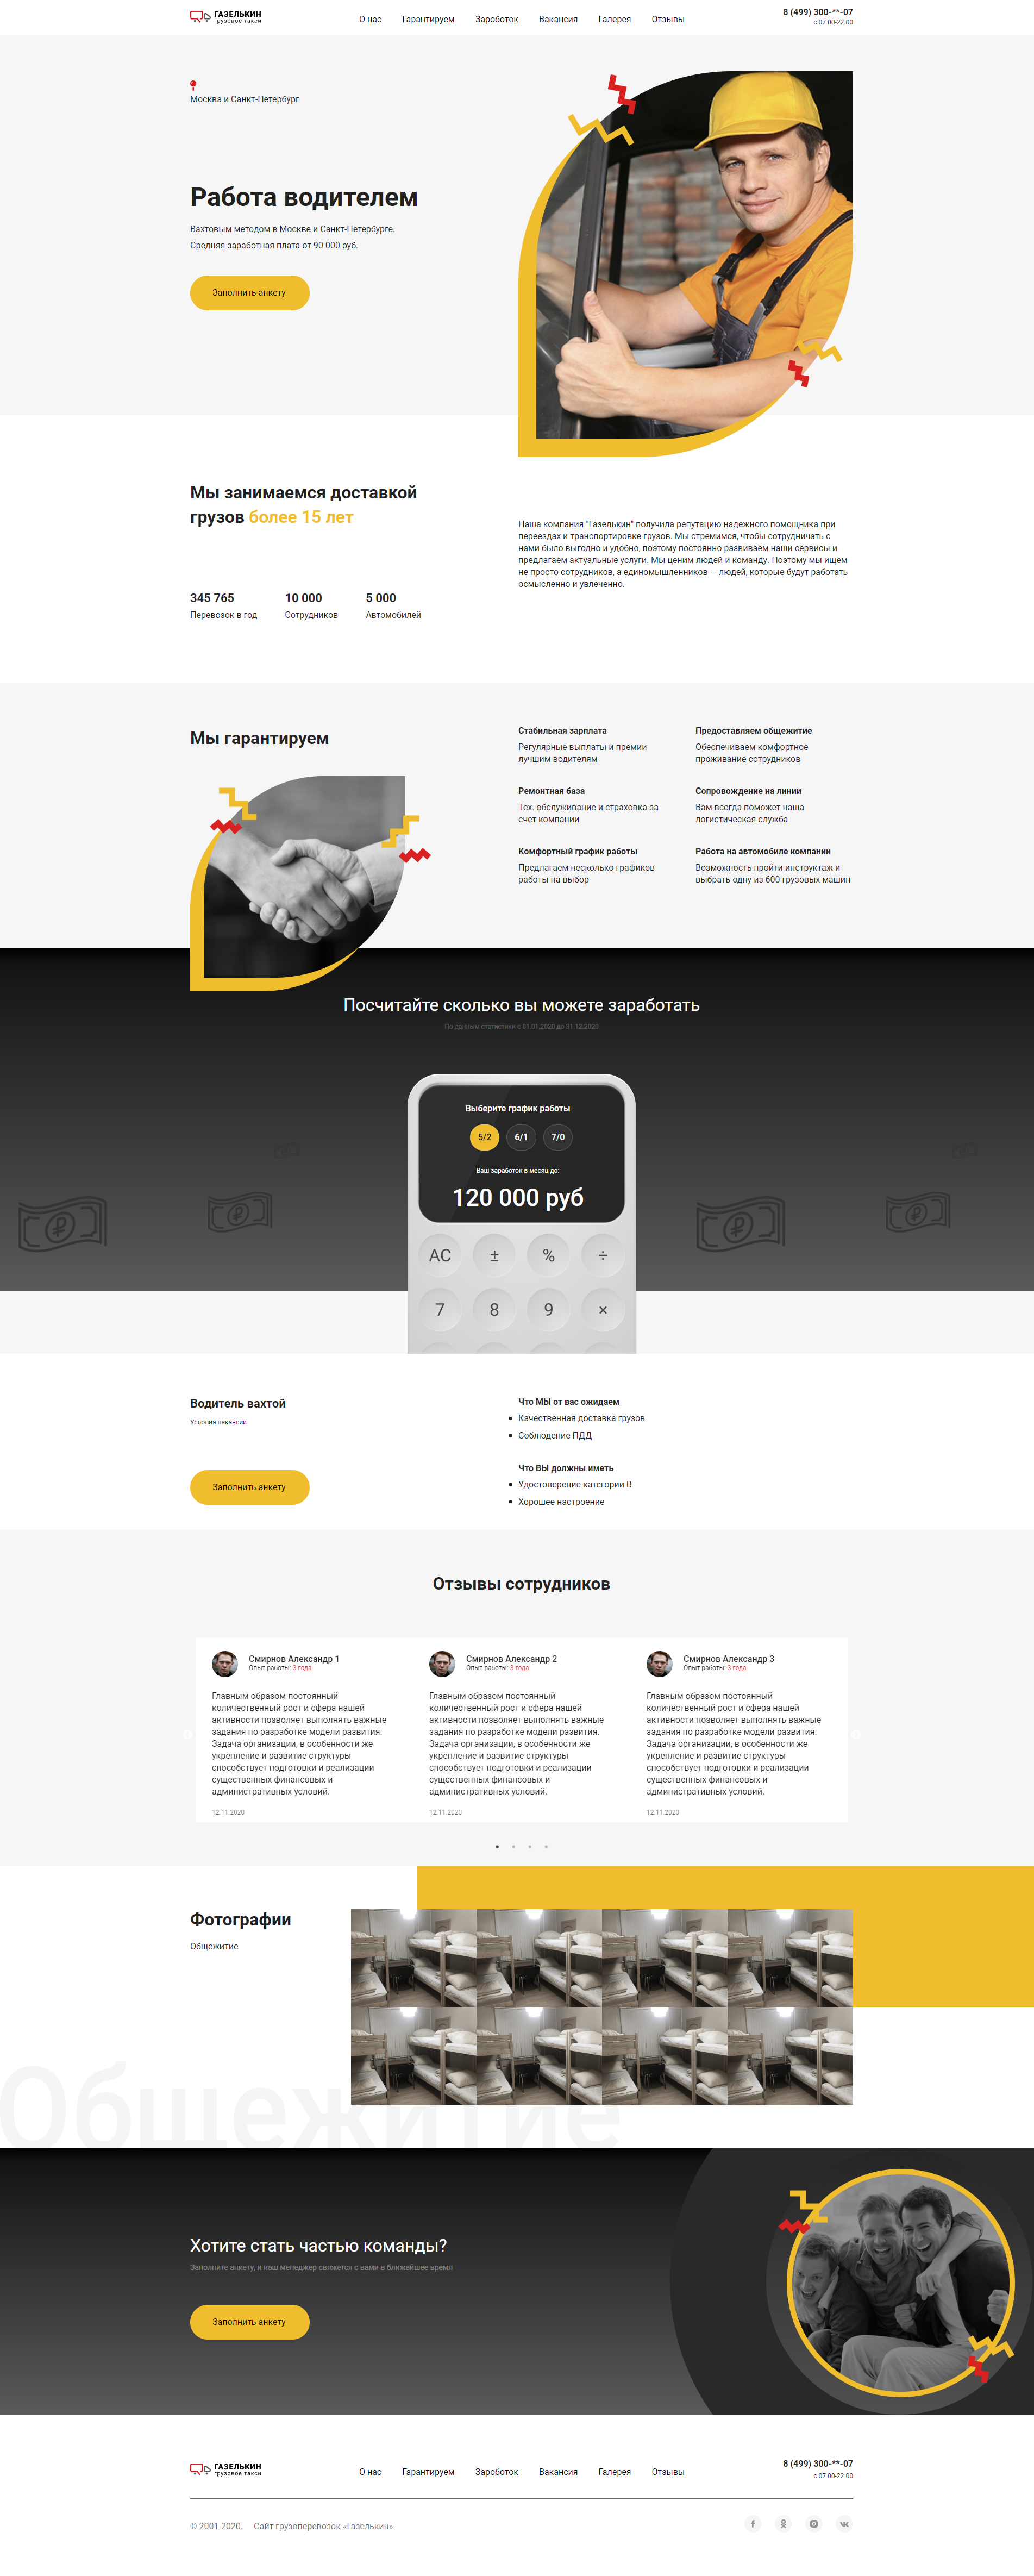 ГАЗЕЛЬКИН
грузовое такси
О нас Гарантируем Зароботок Вакансия Галерея Отзывы
8 (499) 300-**-07
с 07.00-22.00
Москва и Санкт-Петербург
Работа водителем
Вахтовым методом в Москве и Санкт-Петербурге.
Средняя заработная плата от 90 000 руб.
Заполнить анкету
Мы занимаемся доставкой
грузов более 15 лет
345 765
Перевозок в год
10 000
Сотрудников
5 000
Автомобилей
Наша компания "Газелькин" получила репутацию надежного помощника при
переездах и транспортировке грузов. Мы стремимся, чтобы сотрудничать с
нами было выгодно и удобно, поэтому постоянно развиваем наши сервисы и
предлагаем актуальные услуги. Мы ценим людей и команду. Поэтому мы ищем
не просто сотрудников, а единомышленников — людей, которые будут работать
осмысленно и увлеченно.
Мы гарантируем
Стабильная зарплата
Регулярные выплаты и премии
лучшим водителям
Предоставляем общежитие
Обеспечиваем комфортное
проживание сотрудников
Ремонтная база
Тех. обслуживание и страховка за
счет компании
Сопровождение на линии
Вам всегда поможет наша
логистическая служба
Комфортный график работы
Предлагаем несколько графиков
работы на выбор
Работа на автомобиле компании
Возможность пройти инструктаж и
выбрать одну из 600 грузовых машин
Посчитайте сколько вы можете заработать
По данным статистики с 01.01.2020 до 31.12.2020
Выберите график работы
5/2 6/1 7/0
Ваш заработок в месяц до:
120 000 руб
AC ± % ÷
7 8 9 ×
Водитель вахтой
Условия вакансии
Заполнить анкету
Что МЫ от вас ожидаем
Качественная доставка грузов
Соблюдение ПДД
Что ВЫ должны иметь
Удостоверение категории В
Хорошее настроение
Отзывы сотрудников
Смирнов Александр 1
Опыт работы: 3 года
Главным образом постоянный
количественный рост и сфера нашей
активности позволяет выполнять важные
задания по разработке модели развития.
Задача организации, в особенности же
укрепление и развитие структуры
способствует подготовки и реализации
существенных финансовых и
административных условий.
12.11.2020
Смирнов Александр 2
Опыт работы: 3 года
Главным образом постоянный
количественный рост и сфера нашей
активности позволяет выполнять важные
задания по разработке модели развития.
Задача организации, в особенности же
укрепление и развитие структуры
способствует подготовки и реализации
существенных финансовых и
административных условий.
12.11.2020
Смирнов Александр 3
Опыт работы: 3 года
Главным образом постоянный
количественный рост и сфера нашей
активности позволяет выполнять важные
задания по разработке модели развития.
Задача организации, в особенности же
укрепление и развитие структуры
способствует подготовки и реализации
существенных финансовых и
административных условий.
12.11.2020
Фотографии
Общежитие
Общежитие
Хотите стать частью команды?
Заполните анкету, и наш менеджер свяжется с вами в ближайшее время
Заполнить анкету
ГАЗЕЛЬКИН
грузовое такси
О нас Гарантируем Зароботок Вакансия Галерея Отзывы
8 (499) 300-**-07
с 07.00-22.00
© 2001-2020. Сайт грузоперевозок «Газелькин»